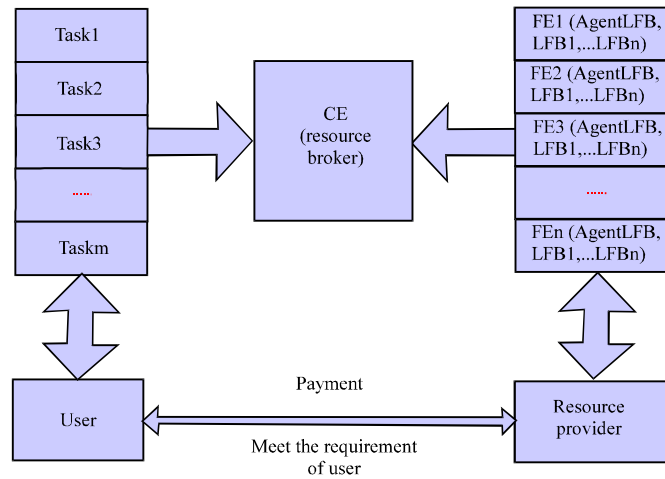 Task1
Task2
Task3
.....
Taskm
CE
(resource
broker)
FE1 (AgentLFB,
LFB1,...LFBn)
FE2 (AgentLFB,
LFB1,...LFBn)
FE3 (AgentLFB,
LFB1,...LFBn)
......
FEn (AgentLFB,
LFB1,...LFBn)
User
Payment
Meet the requirement
of user
Resource
provider